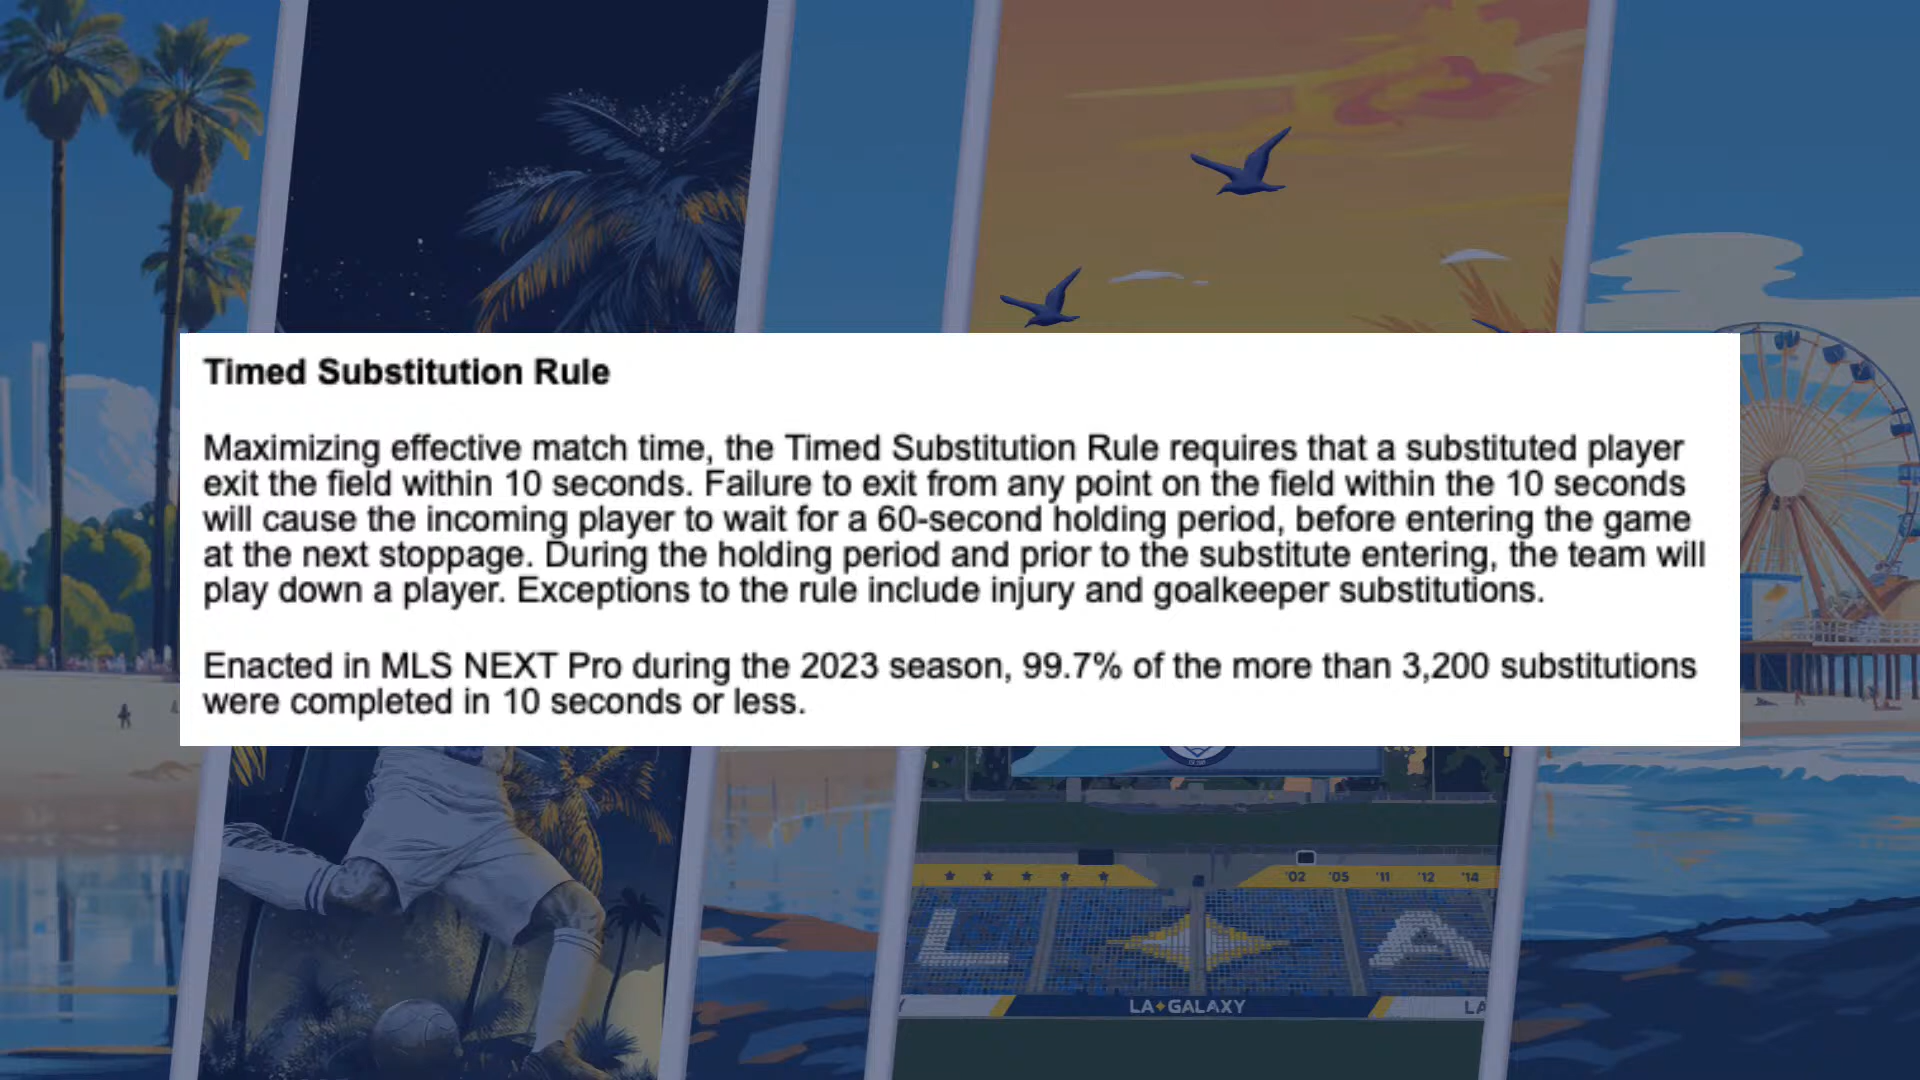 Timed Substitution Rule
Maximizing effective match time, the Timed Substitution Rule requires that a substituted player
exit the field within 10 seconds. Failure to exit from any point on the field within the 10 seconds
will cause the incoming player to wait for a 60-second holding period, before entering the game
at the next stoppage. During the holding period and prior to the substitute entering, the team will
play down a player. Exceptions to the rule include injury and goalkeeper substitutions.
Enacted in MLS NEXT Pro during the 2023 season, 99.7% of the more than 3,200 substitutions
were completed in 10 seconds or less.
'02 '05 '11 '12 '14
L A
LA GALAXY LA